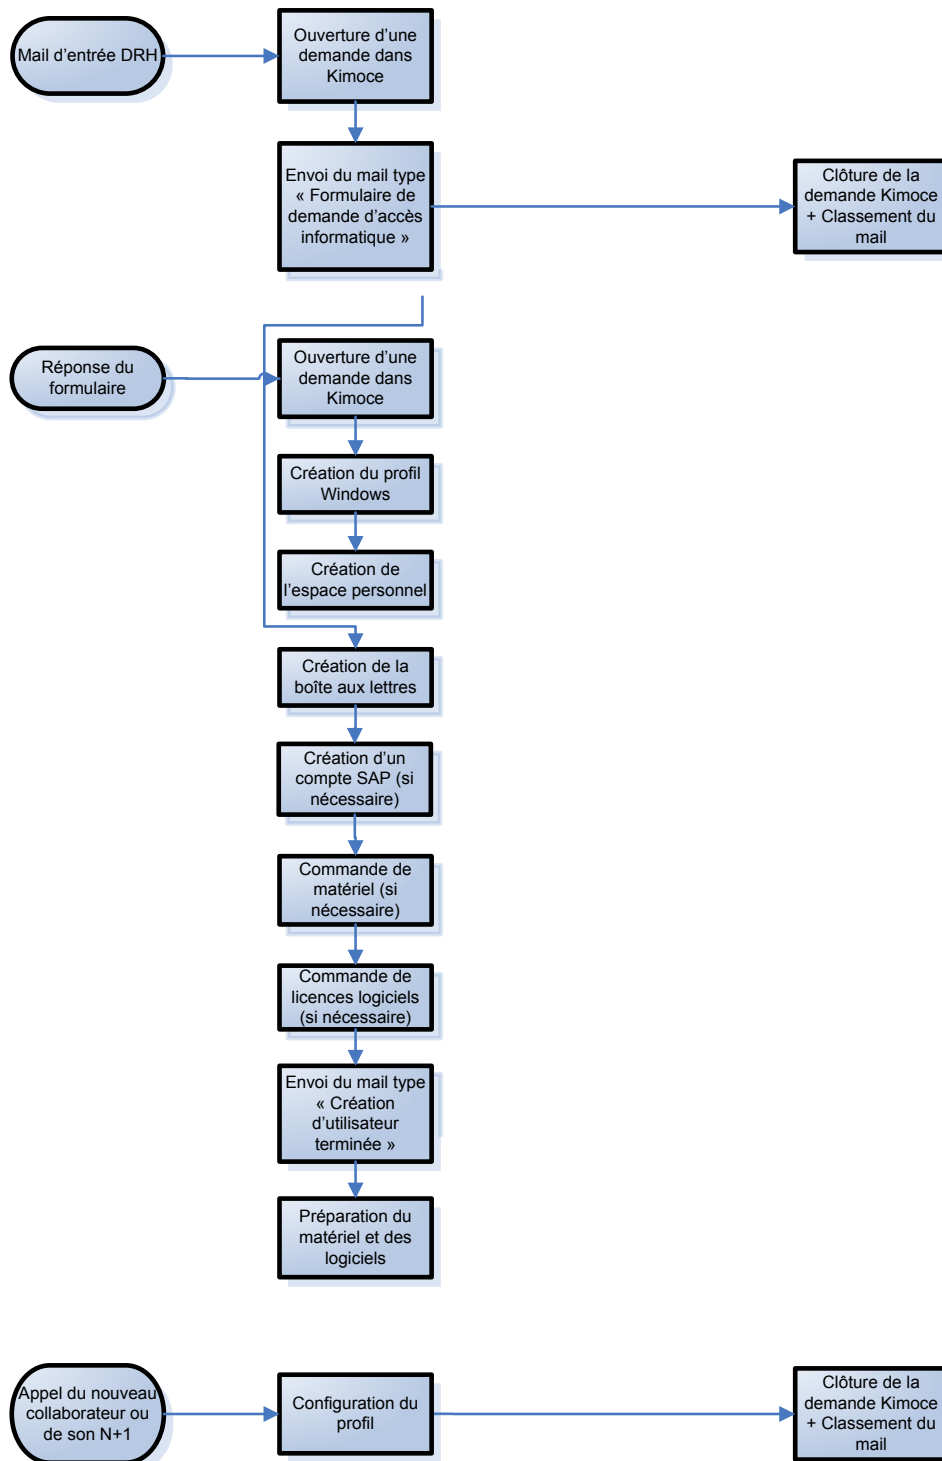 Mail d'entrée DRH
Ouverture d'une
demande dans
Kimoce
Envoi du mail type
« Formulaire de
demande d'accès
informatique »
Clôture de la
demande Kimoce
+ Classement du
mail
Réponse du
formulaire
Ouverture d'une
demande dans
Kimoce
Création du profil
Windows
Création de
l'espace personnel
Création de la
boîte aux lettres
Création d'un
compte SAP (si
nécessaire)
Commande de
matériel (si
nécessaire)
Commande de
licences logiciels
(si nécessaire)
Envoi du mail type
« Création
d'utilisateur
terminée »
Préparation du
matériel et des
logiciels
Appel du nouveau
collaborateur ou
de son N+1
Configuration du
profil
Clôture de la
demande Kimoce
+ Classement du
mail